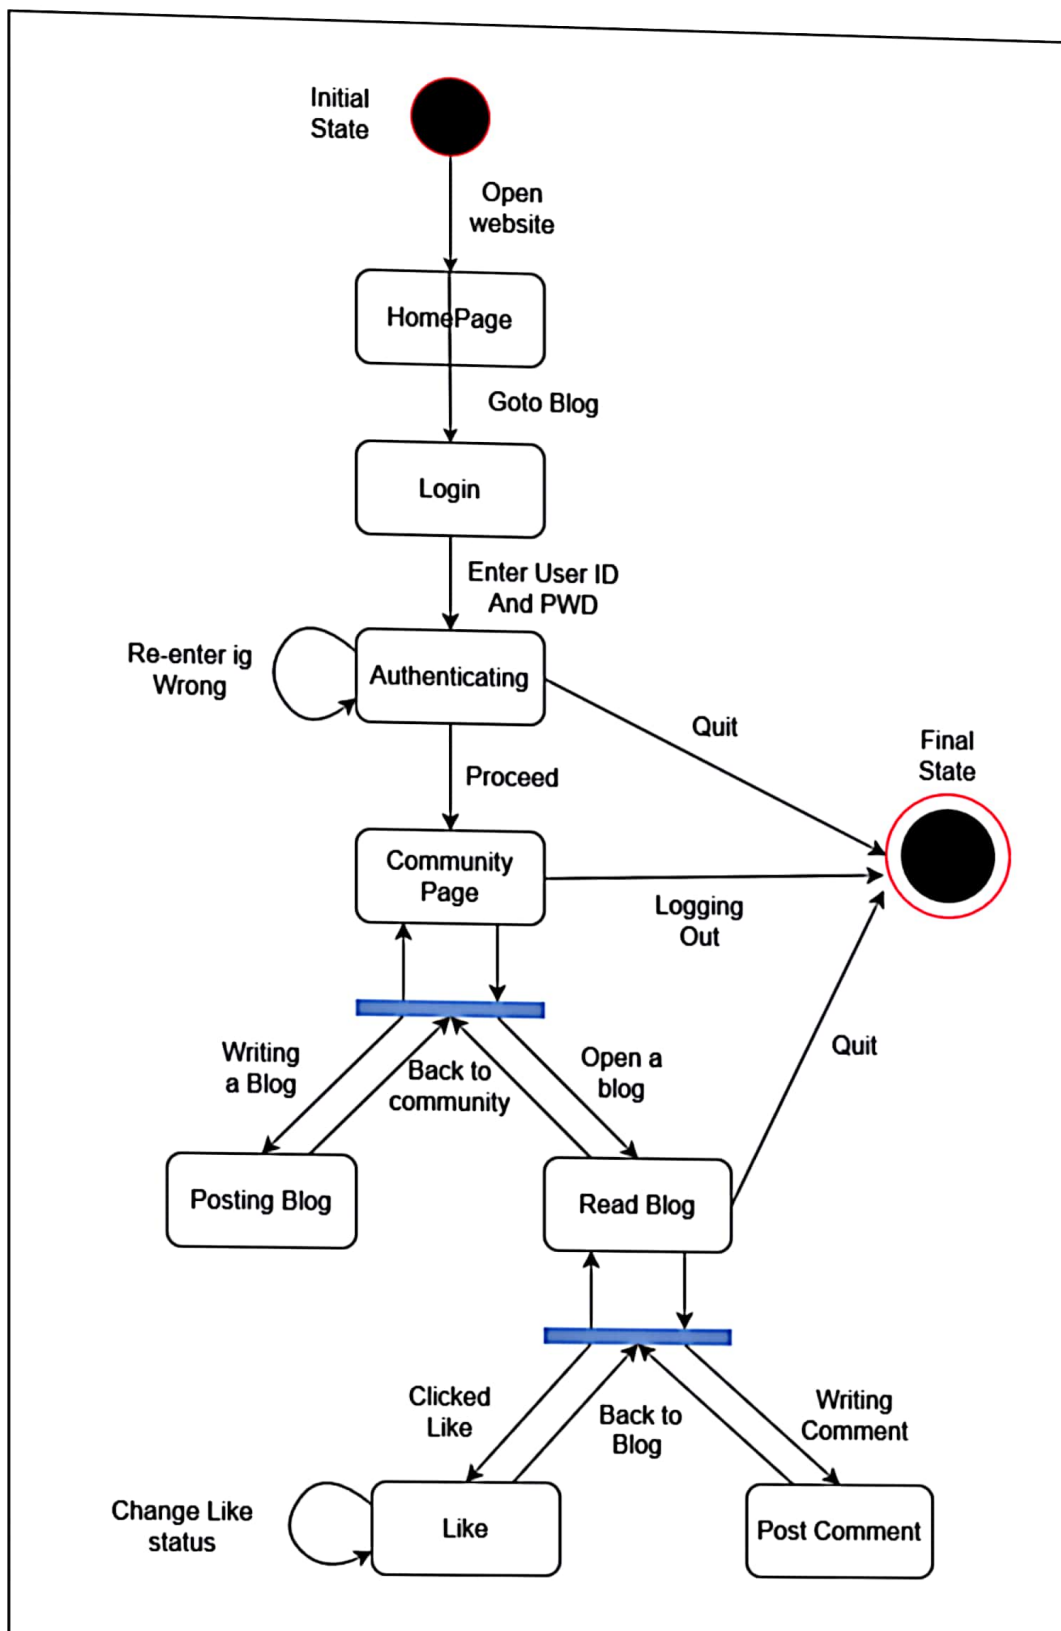 Initial
State
Open
website
HomePage
Goto Blog
Login
Enter User ID
And PWD
Re-enter ig
Wrong
Authenticating
Quit
Final
State
Proceed
Community
Page
Logging
Out
Writing
a Blog
Back to
community
Open a
blog
Quit
Posting Blog
Read Blog
Clicked
Like
Back to
Blog
Writing
Comment
Change Like
status
Like
Post Comment